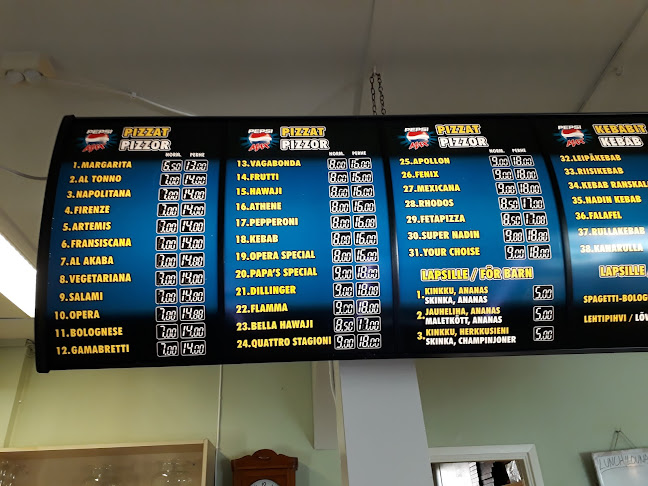 PEPSI MAX PIZZAT
PIZZOR
NORM. PERHE
1. MARGARITA 6,50 13,00
2. AL TONNO 7,00 14,00
3. NAPOLITANA 7,00 14,00
4. FIRENZE 7,00 14,00
5. ARTEMIS 7,00 14,00
6. FRANSISCANA 7,00 14,00
7. AL AKABA 7,00 14,00
8. VEGETARIANA 7,00 14,00
9. SALAMI 7,00 14,00
10. OPERA 7,00 14,00
11. BOLOGNESE 7,00 14,00
12. GAMABRETTI 7,00 14,00
PEPSI MAX PIZZAT
PIZZOR
NORM. PERHE
13. VAGABONDA 8,00 16,00
14. FRUTTI 8,00 16,00
15. HAWAJI 8,00 16,00
16. ATHENE 8,00 16,00
17. PEPPERONI 8,00 16,00
18. KEBAB 8,00 16,00
19. OPERA SPECIAL 8,00 16,00
20. PAPA'S SPECIAL 9,00 18,00
21. DILLINGER 9,00 18,00
22. FLAMMA 9,00 18,00
23. BELLA HAWAJI 8,50 17,00
24. QUATTRO STAGIONI 9,00 18,00
PEPSI MAX PIZZAT
PIZZOR
NORM. PERHE
25. APOLLON 9,00 18,00
26. FENIX 9,00 18,00
27. MEXICANA 9,00 18,00
28. RHODOS 8,50 17,00
29. FETAPIZZA 8,50 17,00
30. SUPER NADIN 9,00 18,00
31. YOUR CHOISE 9,00 18,00
LAPSILLE / FÖR BARN
1. KINKKU, ANANAS 5,00
SKINKA, ANANAS
2. JAUHELIHA, ANANAS 5,00
MALETKÖTT, ANANAS
3. KINKKU, HERKKUSIENI 5,00
SKINKA, CHAMPINJONER
PEPSI MAX KEBABIT
KEBAB
32. LEIPÄKEBAB
33. RIISIKEBAB
34. KEBAB RANSKAL
35. NADIN KEBAB
36. FALAFEL
37. RULLAKEBAB
38. KANARULLA
LAPSILLE
SPAGETTI-BOLOG
LEHTIPIHVI / LÖV